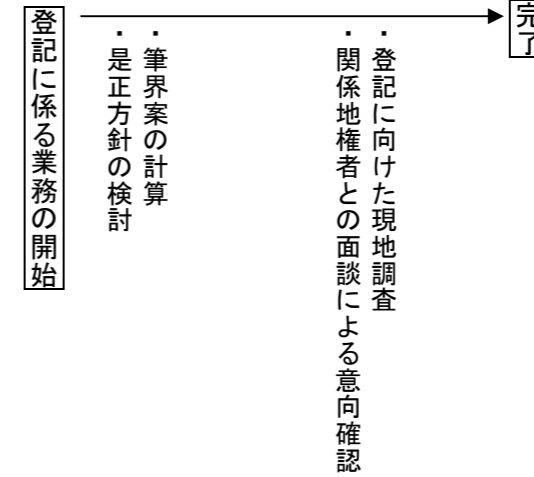 登記に係る業務の開始
・筆界案の計算
・是正方針の検討
・登記に向けた現地調査
・関係地権者との面談による意向確認
完了